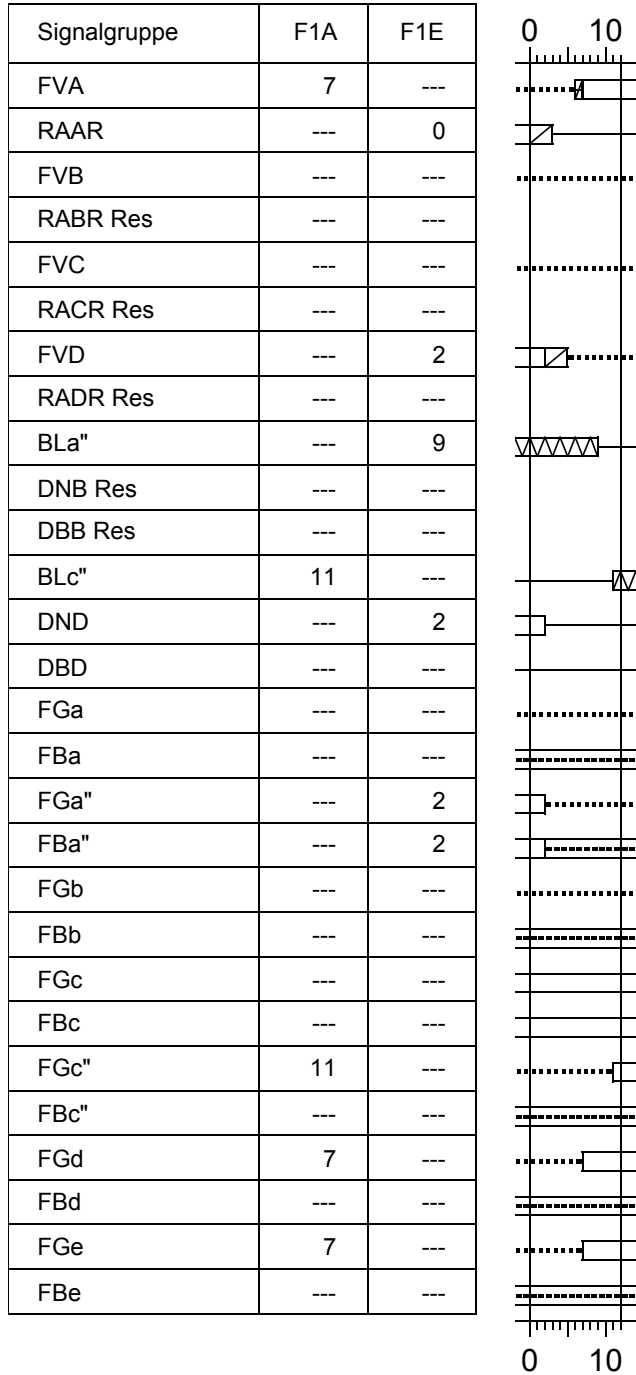 Signalgruppe F1A F1E 0 10
FVA 7 ---
RAAR --- 0
FVB --- ---
RABR Res --- ---
FVC --- ---
RACR Res --- ---
FVD --- 2
RADR Res --- ---
BLa" --- 9
DNB Res --- ---
DBB Res --- ---
BLc" 11 ---
DND --- 2
DBD --- ---
FGa --- ---
FBa --- ---
FGa" --- 2
FBa" --- 2
FGb --- ---
FBb --- ---
FGc --- ---
FBc --- ---
FGc" 11 ---
FBc" --- ---
FGd 7 ---
FBd --- ---
FGe 7 ---
FBe --- ---
0 10